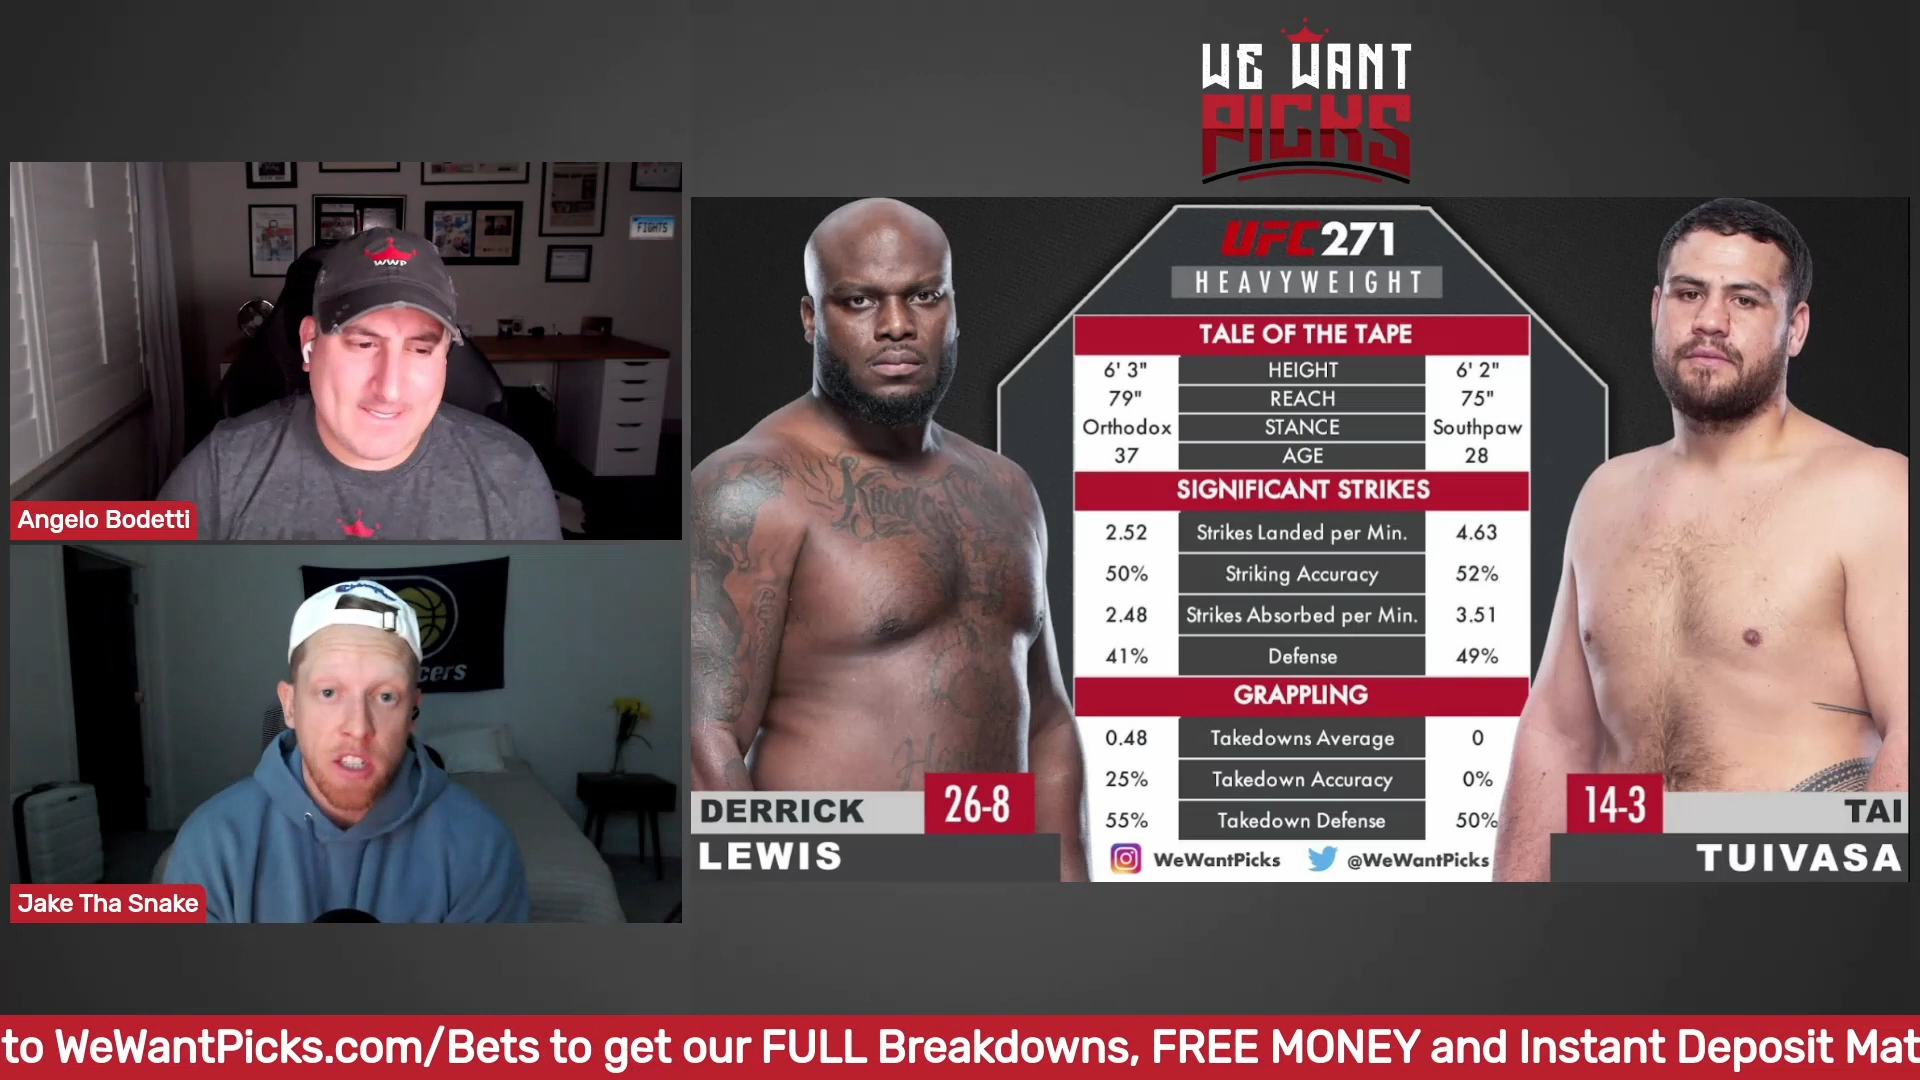 WE WANT
PICKS
FIGHTS
WWP
Angelo Bodetti
cers
Jake Tha Snake
UFC 271
HEAVYWEIGHT
TALE OF THE TAPE
6' 3" HEIGHT 6' 2"
79" REACH 75"
Orthodox STANCE Southpaw
37 AGE 28
SIGNIFICANT STRIKES
2.52 Strikes Landed per Min. 4.63
50% Striking Accuracy 52%
2.48 Strikes Absorbed per Min. 3.51
41% Defense 49%
GRAPPLING
0.48 Takedowns Average 0
25% Takedown Accuracy 0%
55% Takedown Defense 50%
WeWantPicks @WeWantPicks
DERRICK 26-8
LEWIS
14-3 TAI
TUIVASA
to WeWantPicks.com/Bets to get our FULL Breakdowns, FREE MONEY and Instant Deposit Mat